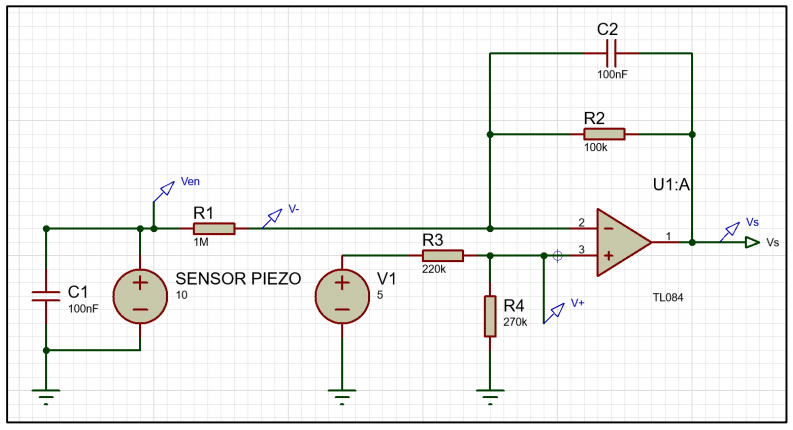 C2
100nF
R2
100k
U1:A
Ven
R1
1M
V-
2
3
1
Vs
Vs
R3
220k
C1
100nF
SENSOR PIEZO
10
V1
5
R4
270k
V+
TL084